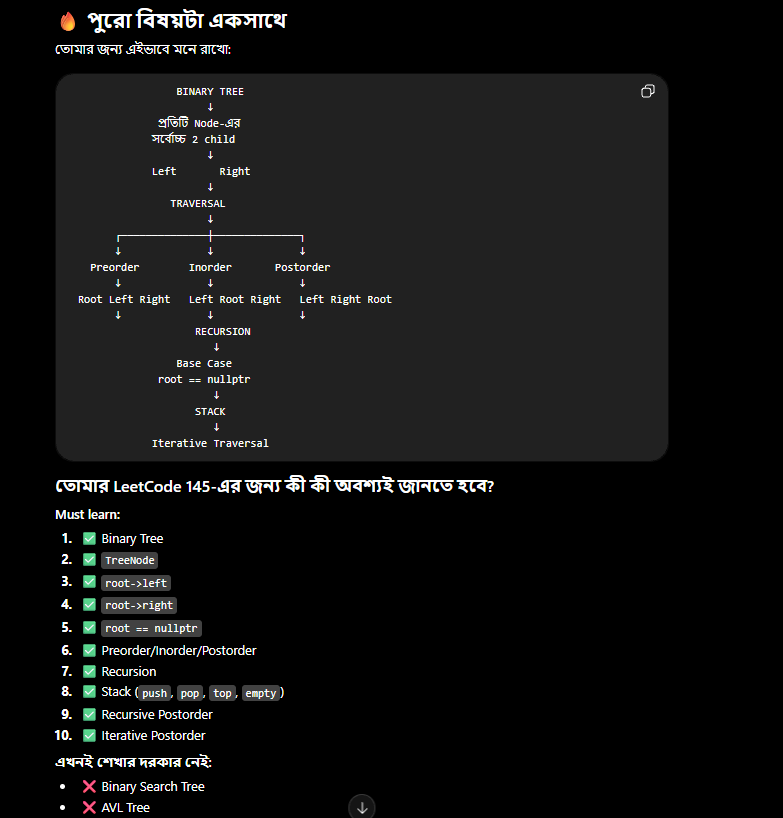 🔥 পুরো বিষয়টা একসাথে
তোমার জন্য এইভাবে মনে রাখো:
BINARY TREE
↓
প্রতিটি Node-এর
সর্বোচ্চ 2 child
↓
Left Right
↓
TRAVERSAL
↓
┌───────────────┼───────────────┐
↓ ↓ ↓
Preorder Inorder Postorder
↓ ↓ ↓
Root Left Right Left Root Right Left Right Root
↓ ↓ ↓
RECURSION
↓
Base Case
root == nullptr
↓
STACK
↓
Iterative Traversal
তোমার LeetCode 145-এর জন্য কী কী অবশ্যই জানতে হবে?
Must learn:
1. ✅ Binary Tree
2. ✅ TreeNode
3. ✅ root->left
4. ✅ root->right
5. ✅ root == nullptr
6. ✅ Preorder/Inorder/Postorder
7. ✅ Recursion
8. ✅ Stack (push, pop, top, empty)
9. ✅ Recursive Postorder
10. ✅ Iterative Postorder
এখনই শেখার দরকার নেই:
• ❌ Binary Search Tree
• ❌ AVL Tree